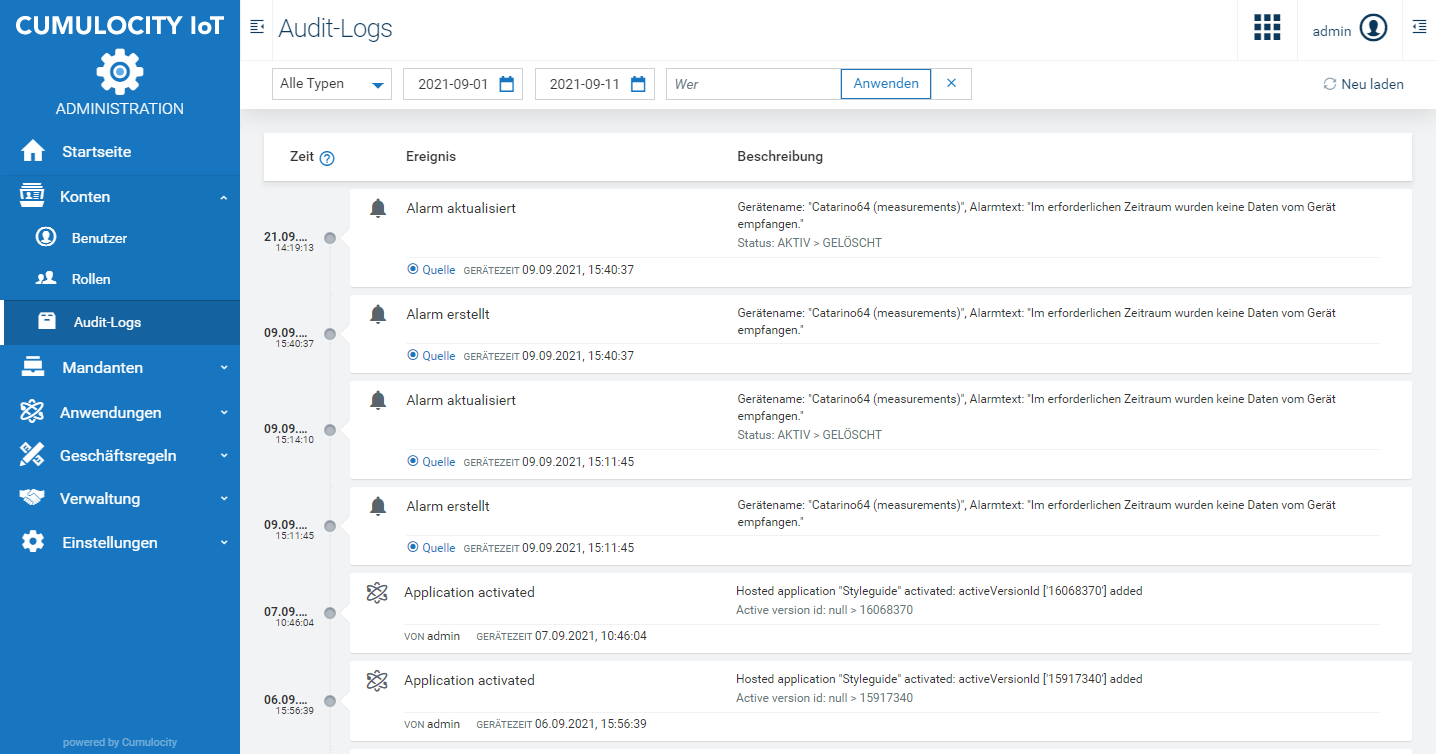 CUMULOCITY IoT
ADMINISTRATION
Startseite
Konten
Benutzer
Rollen
Audit-Logs
Mandanten
Anwendungen
Geschäftsregeln
Verwaltung
Einstellungen
powered by Cumulocity
Audit-Logs
admin
Alle Typen
2021-09-01
2021-09-11
Wer
Anwenden
×
Neu laden
Zeit ?
Ereignis
Beschreibung
21.09....
14:19:13
Alarm aktualisiert
Gerätename: "Catarino64 (measurements)", Alarmtext: "Im erforderlichen Zeitraum wurden keine Daten vom Gerät
empfangen."
Status: AKTIV > GELÖSCHT
Quelle GERÄTEZEIT 09.09.2021, 15:40:37
09.09....
15:40:37
Alarm erstellt
Gerätename: "Catarino64 (measurements)", Alarmtext: "Im erforderlichen Zeitraum wurden keine Daten vom Gerät
empfangen."
Quelle GERÄTEZEIT 09.09.2021, 15:40:37
09.09....
15:14:10
Alarm aktualisiert
Gerätename: "Catarino64 (measurements)", Alarmtext: "Im erforderlichen Zeitraum wurden keine Daten vom Gerät
empfangen."
Status: AKTIV > GELÖSCHT
Quelle GERÄTEZEIT 09.09.2021, 15:11:45
09.09....
15:11:45
Alarm erstellt
Gerätename: "Catarino64 (measurements)", Alarmtext: "Im erforderlichen Zeitraum wurden keine Daten vom Gerät
empfangen."
Quelle GERÄTEZEIT 09.09.2021, 15:11:45
07.09....
10:46:04
Application activated
Hosted application "Styleguide" activated: activeVersionId ['16068370'] added
Active version id: null > 16068370
VON admin GERÄTEZEIT 07.09.2021, 10:46:04
06.09....
15:56:39
Application activated
Hosted application "Styleguide" activated: activeVersionId ['15917340'] added
Active version id: null > 15917340
VON admin GERÄTEZEIT 06.09.2021, 15:56:39